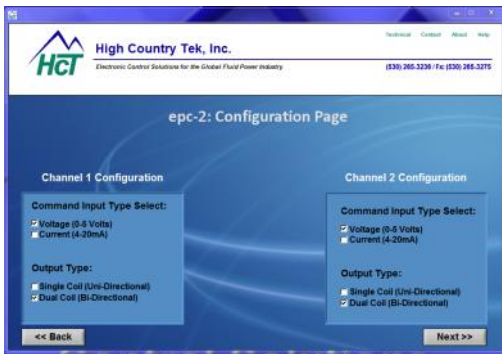 Technical Contact About Help
HCT
High Country Tek, Inc.
Electronic Control Solutions for the Global Fluid Power Industry
(530) 265-3236 / Fx: (530) 265-3275
epc-2: Configuration Page
Channel 1 Configuration
Command Input Type Select:
Voltage (0-5 Volts)
Current (4-20mA)
Output Type:
Single Coil (Uni-Directional)
Dual Coil (Bi-Directional)
Channel 2 Configuration
Command Input Type Select:
Voltage (0-5 Volts)
Current (4-20mA)
Output Type:
Single Coil (Uni-Directional)
Dual Coil (Bi-Directional)
<< Back
Next >>